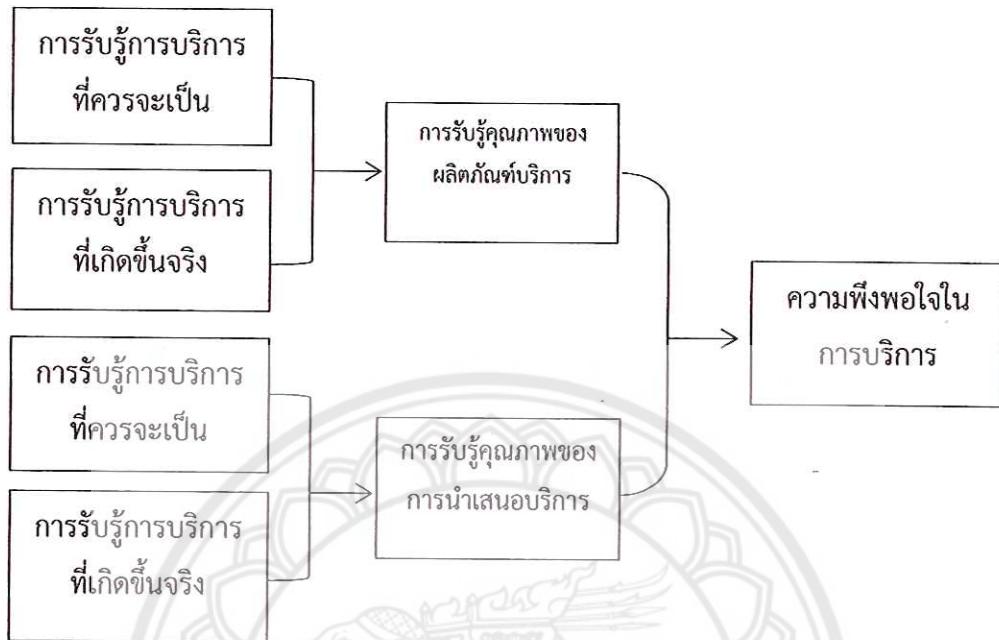 การรับรู้การบริการ
ที่ควรจะเป็น
การรับรู้การบริการ
ที่เกิดขึ้นจริง
การรับรู้คุณภาพของ
ผลิตภัณฑ์บริการ
การรับรู้การบริการ
ที่ควรจะเป็น
การรับรู้การบริการ
ที่เกิดขึ้นจริง
การรับรู้คุณภาพของ
การนำเสนอบริการ
ความพึงพอใจใน
การบริการ